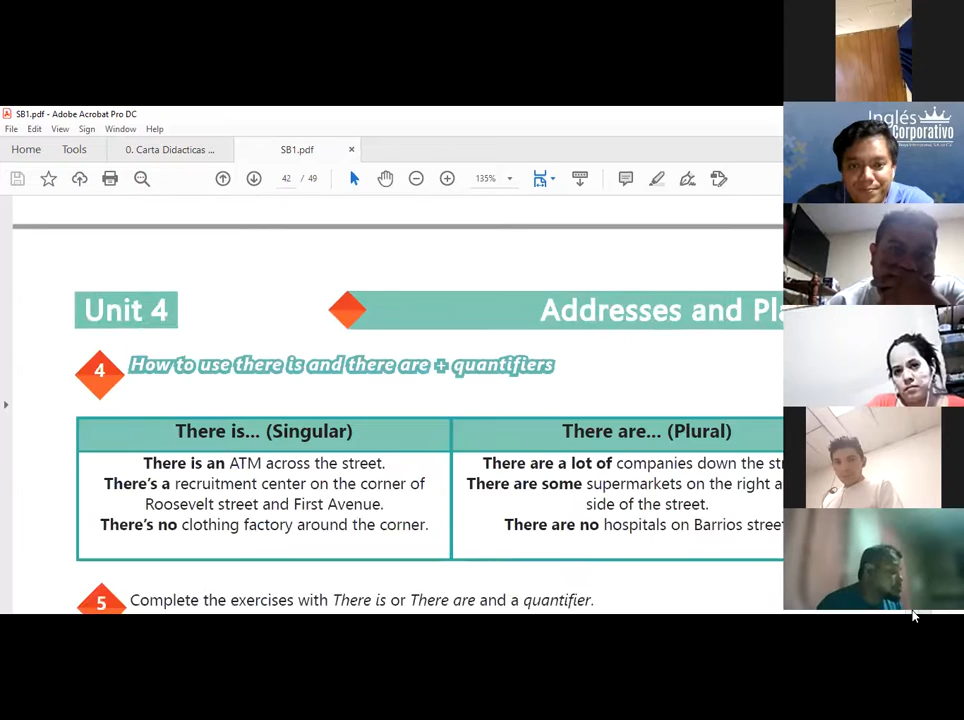 SB1.pdf - Adobe Acrobat Pro DC
File Edit View Sign Window Help
Home Tools 0. Carta Didacticas ... SB1.pdf ×
42 / 49 135%
Inglés
Corporativo
Unit 4
Addresses and Pla
4 How to use there is and there are + quantifiers
There is... (Singular) There are... (Plural)
There is an ATM across the street. There are a lot of companies down the str
There's a recruitment center on the corner of There are some supermarkets on the right a
Roosevelt street and First Avenue. side of the street.
There's no clothing factory around the corner. There are no hospitals on Barrios street
5 Complete the exercises with There is or There are and a quantifier.